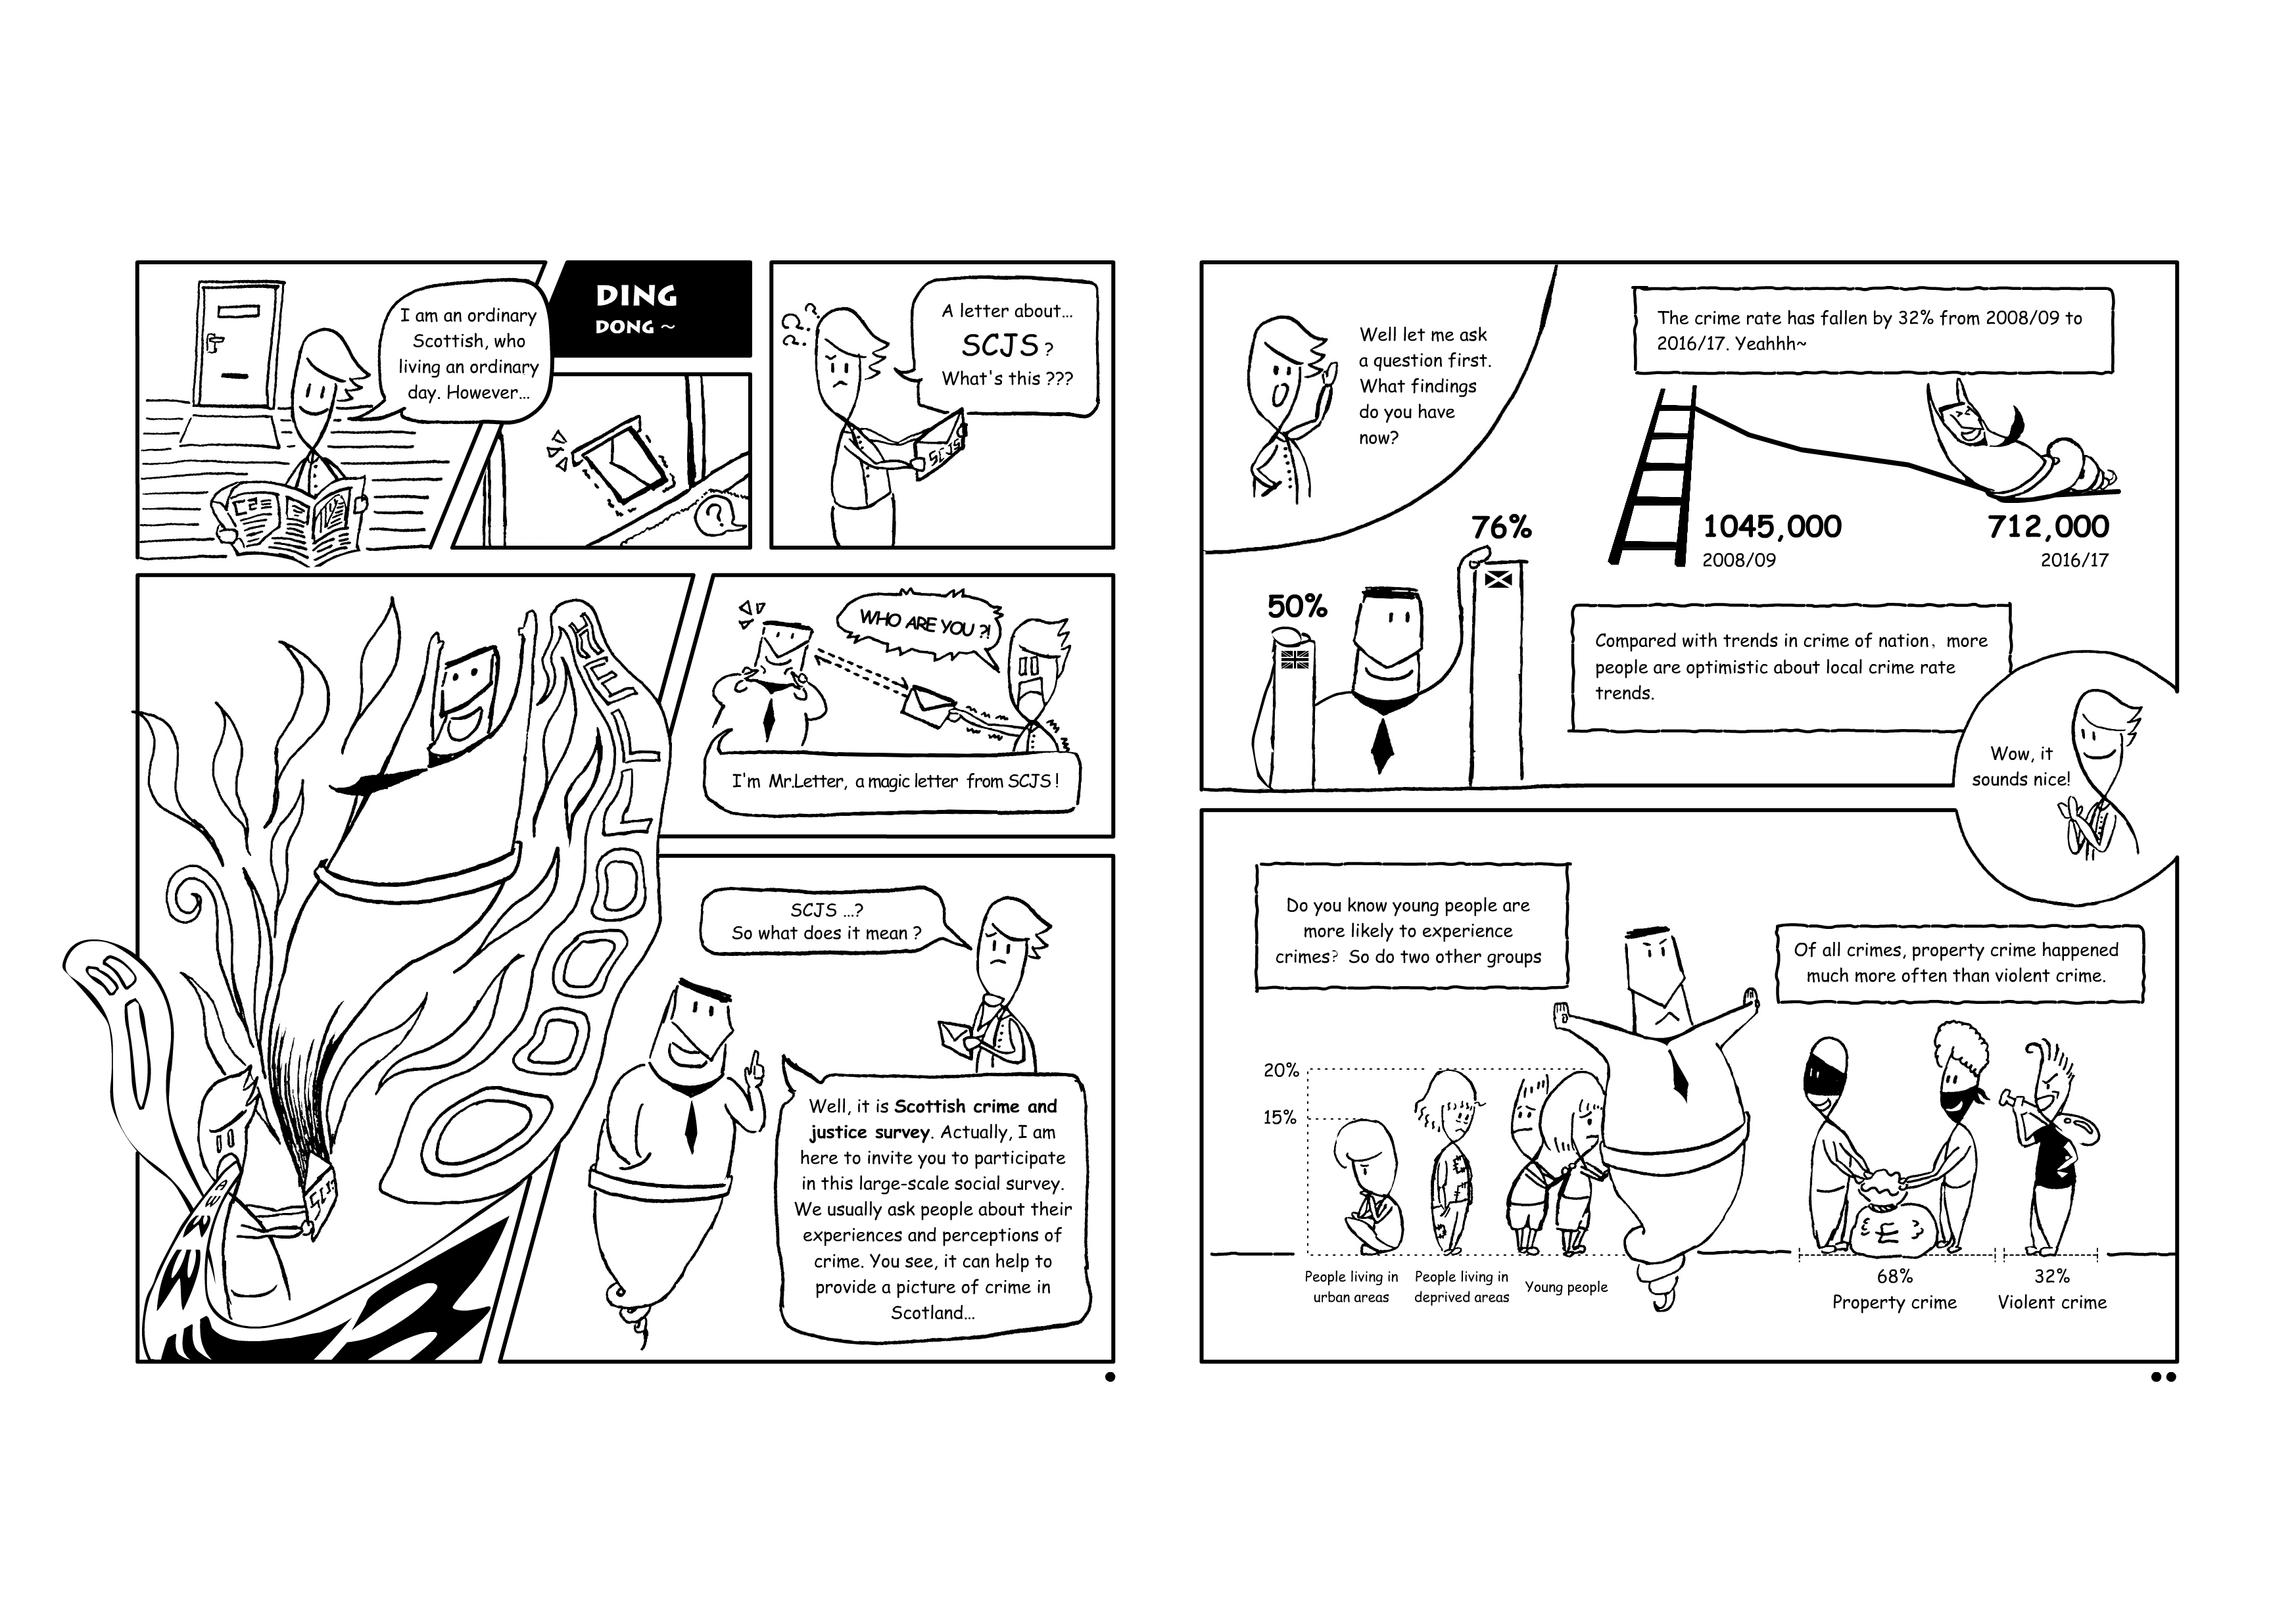 I am an ordinary
Scottish, who
living an ordinary
day. However...
DING
DONG ~
?
???
A letter about...
SCJS ?
What's this ???
SCJS
HELLOOOO
SCJS
WHO ARE YOU ?!
I'm Mr.Letter, a magic letter from SCJS !
SCJS ...?
So what does it mean ?
Well, it is Scottish crime and
justice survey. Actually, I am
here to invite you to participate
in this large-scale social survey.
We usually ask people about their
experiences and perceptions of
crime. You see, it can help to
provide a picture of crime in
Scotland...
Well let me ask
a question first.
What findings
do you have
now?
The crime rate has fallen by 32% from 2008/09 to
2016/17. Yeahhh~
1045,000
2008/09
712,000
2016/17
50%
76%
Compared with trends in crime of nation, more
people are optimistic about local crime rate
trends.
Wow, it
sounds nice!
Do you know young people are
more likely to experience
crimes? So do two other groups
20%
15%
People living in
urban areas
People living in
deprived areas
Young people
Of all crimes, property crime happened
much more often than violent crime.
£
68%
Property crime
32%
Violent crime